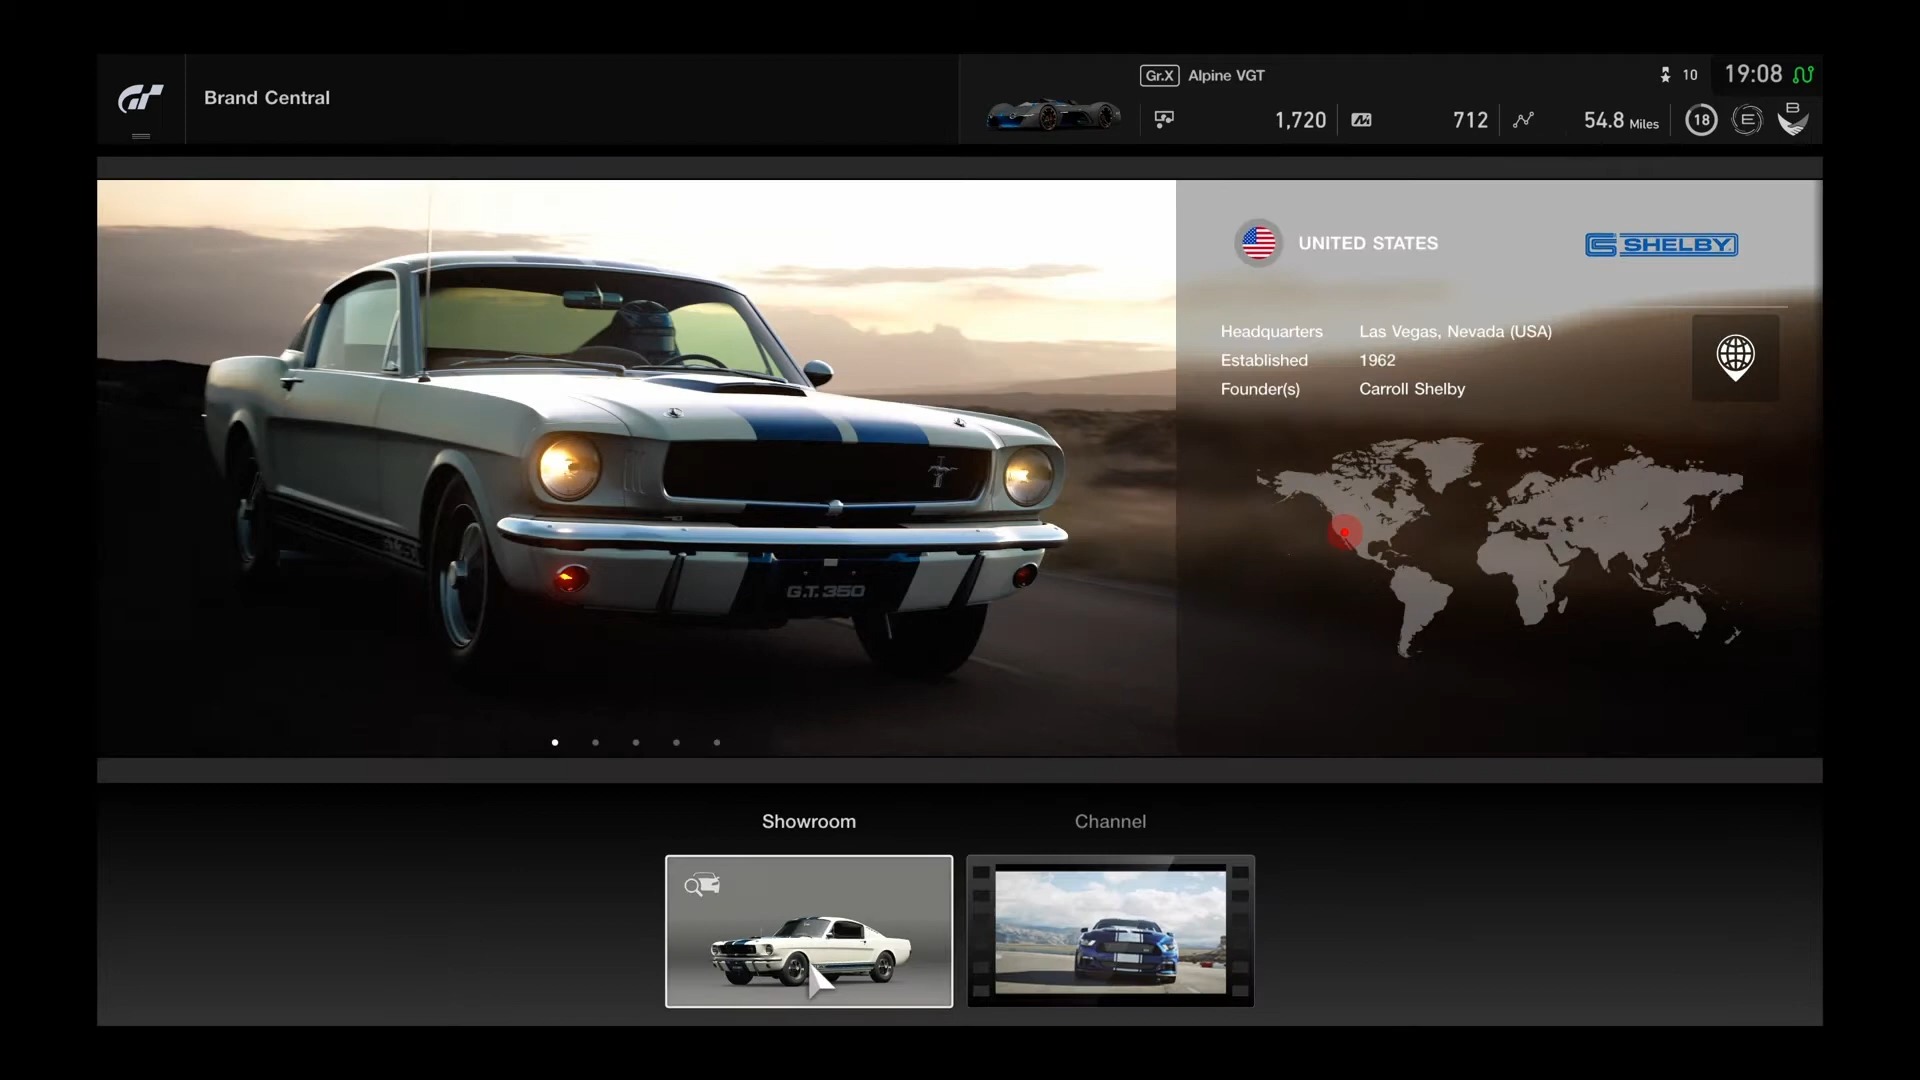 Brand Central
Gr.X Alpine VGT
10
19:08
1,720
712
54.8 Miles
18
E
B
UNITED STATES
SHELBY
Headquarters Las Vegas, Nevada (USA)
Established 1962
Founder(s) Carroll Shelby
G.T. 350
Showroom
Channel